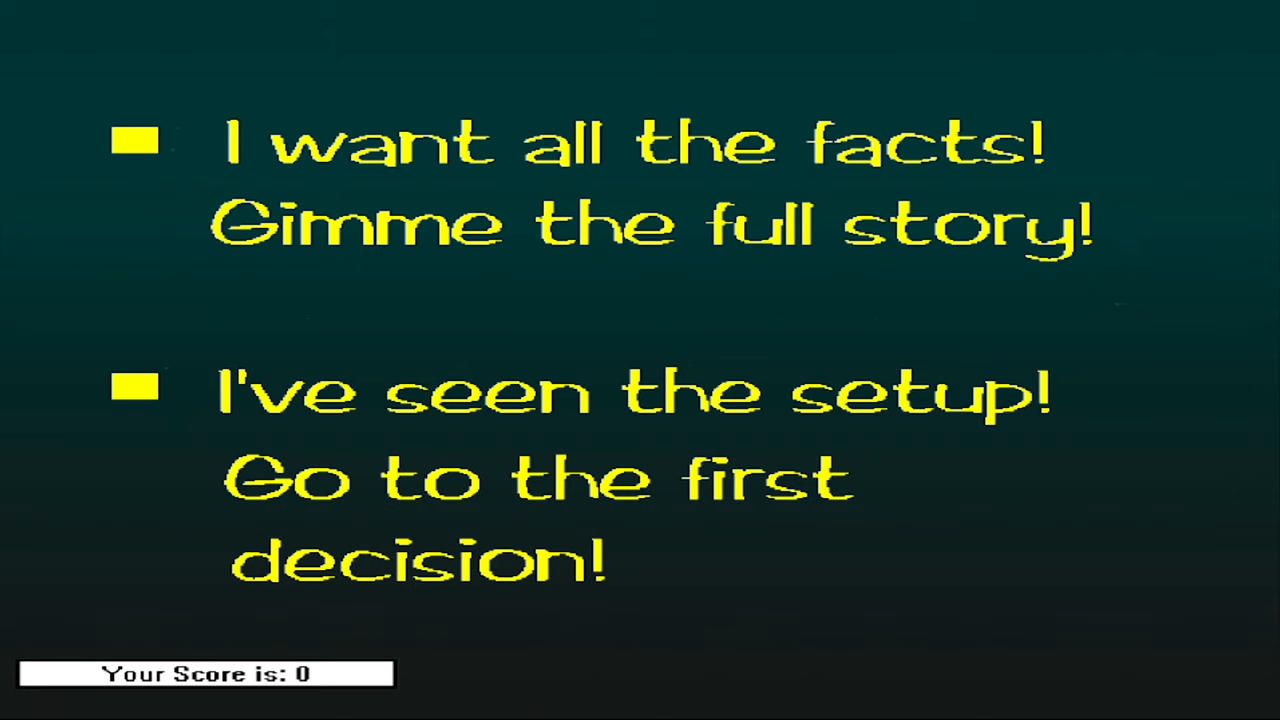 I want all the facts!
Gimme the full story!
I've seen the setup!
Go to the first
decision!
Your Score is: 0